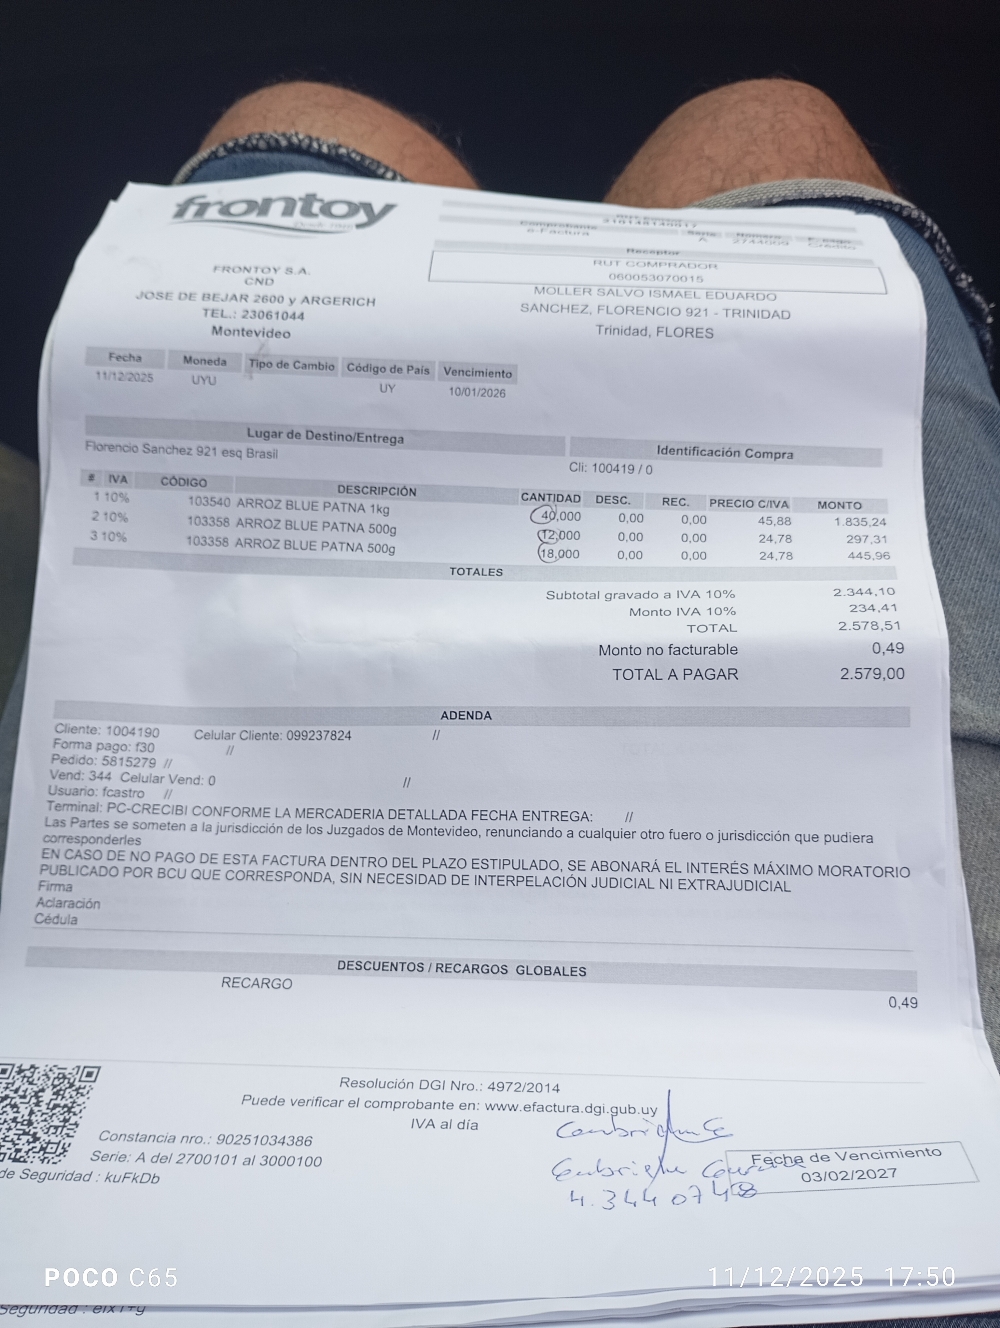 frontoy
Desde
Comprobante Serie Número
e-Factura A
Receptor
RUT COMPRADOR
060053070015
MOLLER SALVO ISMAEL EDUARDO
SANCHEZ, FLORENCIO 921 - TRINIDAD
Trinidad, FLORES
FRONTOY S.A.
CND
JOSE DE BEJAR 2600 y ARGERICH
TEL.: 23061044
Montevideo
Fecha Moneda Tipo de Cambio Código de País Vencimiento
11/12/2025 UYU UY 10/01/2026
Lugar de Destino/Entrega Identificación Compra
Florencio Sanchez 921 esq Brasil Cli: 100419 / 0
# IVA CÓDIGO DESCRIPCIÓN CANTIDAD DESC. REC. PRECIO C/IVA MONTO
1 10% 103540 ARROZ BLUE PATNA 1kg 40,000 0,00 0,00 45,88 1.835,24
2 10% 103358 ARROZ BLUE PATNA 500g 12,000 0,00 0,00 24,78 297,31
3 10% 103358 ARROZ BLUE PATNA 500g 18,000 0,00 0,00 24,78 445,96
TOTALES
Subtotal gravado a IVA 10% 2.344,10
Monto IVA 10% 234,41
TOTAL 2.578,51
Monto no facturable 0,49
TOTAL A PAGAR 2.579,00
ADENDA
Cliente: 1004190 Celular Cliente: 099237824 //
Forma pago: f30 //
Pedido: 5815279 //
Vend: 344 Celular Vend: 0 //
Usuario: fcastro //
Terminal: PC-CRECIBI CONFORME LA MERCADERIA DETALLADA FECHA ENTREGA: //
Las Partes se someten a la jurisdicción de los Juzgados de Montevideo, renunciando a cualquier otro fuero o jurisdicción que pudiera
corresponderles
EN CASO DE NO PAGO DE ESTA FACTURA DENTRO DEL PLAZO ESTIPULADO, SE ABONARÁ EL INTERÉS MÁXIMO MORATORIO
PUBLICADO POR BCU QUE CORRESPONDA, SIN NECESIDAD DE INTERPELACIÓN JUDICIAL NI EXTRAJUDICIAL
Firma
Aclaración
Cédula
DESCUENTOS / RECARGOS GLOBALES
RECARGO 0,49
Resolución DGI Nro.: 4972/2014
Puede verificar el comprobante en: www.efactura.dgi.gub.uy
IVA al día
Constancia nro.: 90251034386
Serie: A del 2700101 al 3000100
de Seguridad : kuFkDb
Fecha de Vencimiento
03/02/2027
POCO C65
11/12/2025 17:50